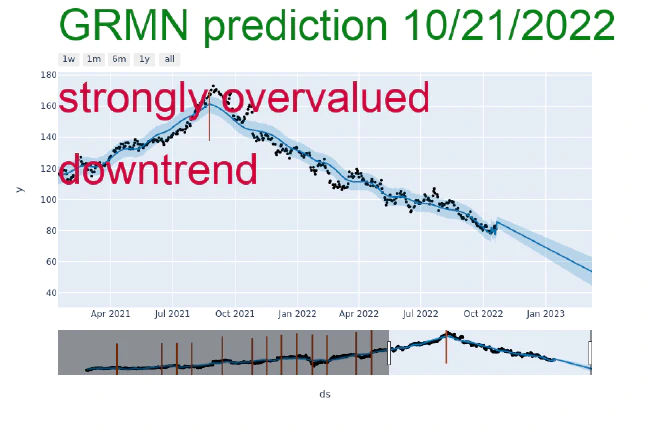 GRMN prediction 10/21/2022
1w 1m 6m 1y all
180
strongly overvalued
160
140
downtrend
120
100
80
60
40
y
Apr 2021 Jul 2021 Oct 2021 Jan 2022 Apr 2022 Jul 2022 Oct 2022 Jan 2023
ds